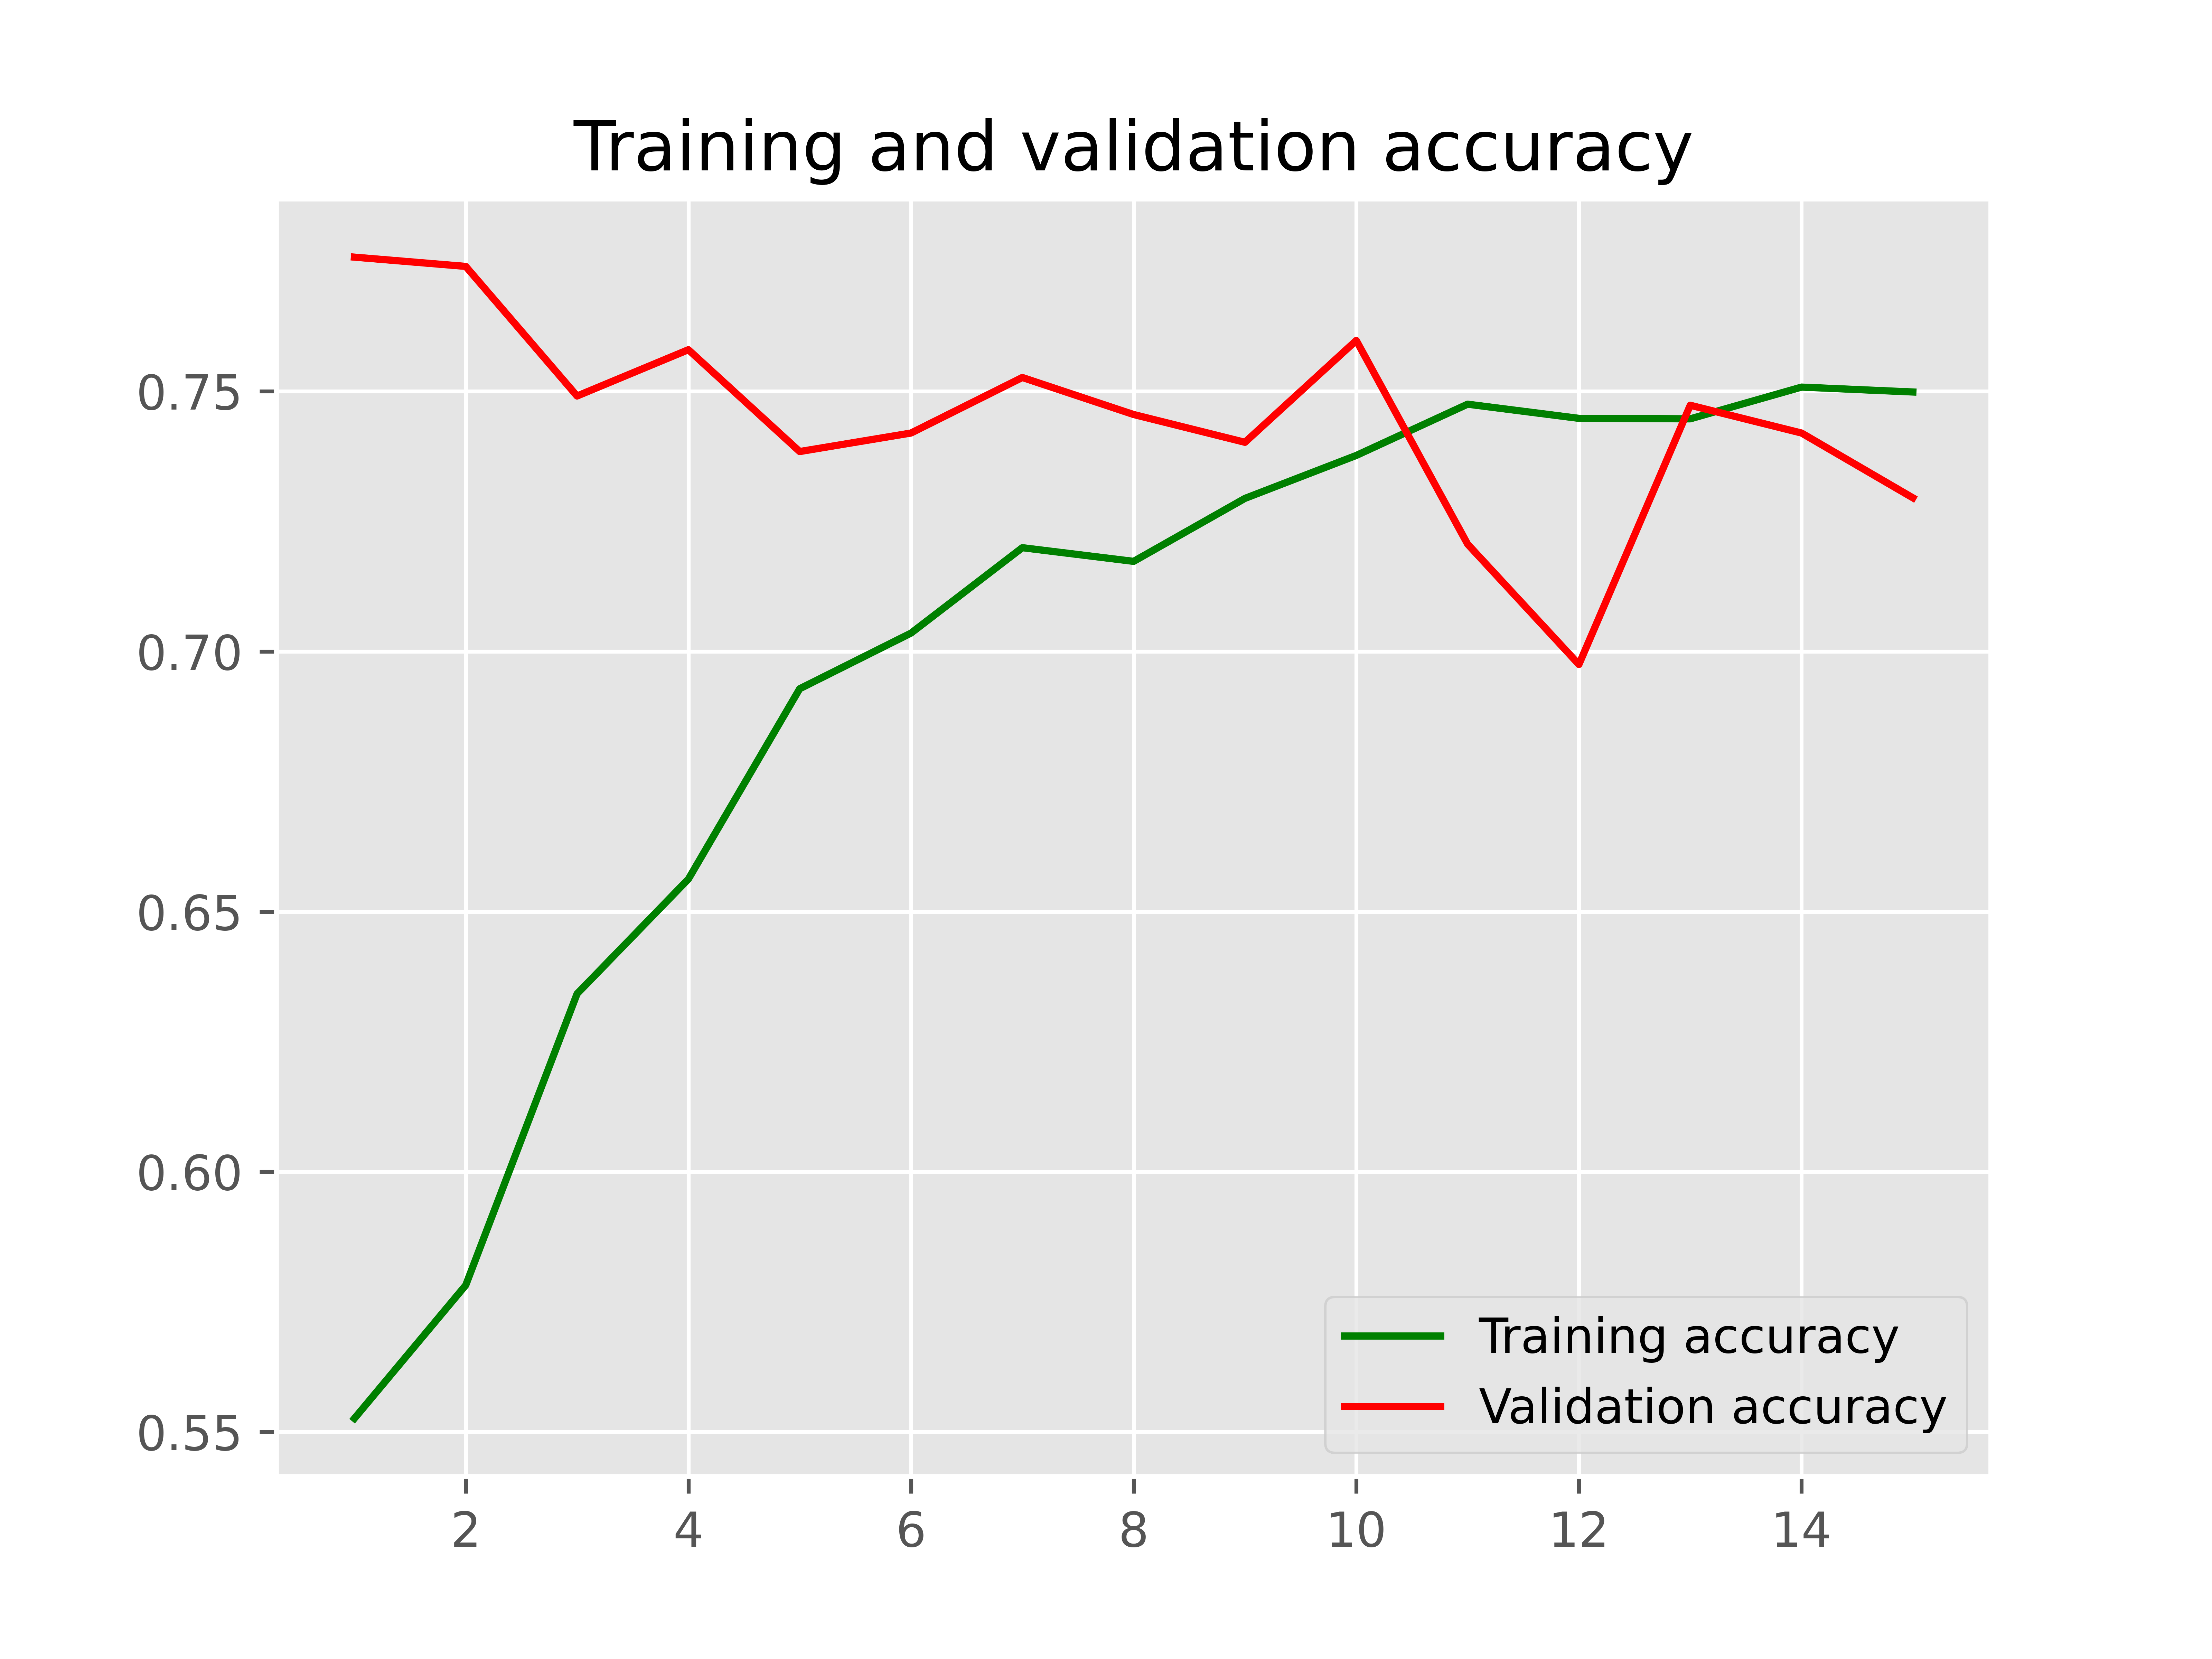 Training and validation accuracy
0.75
0.70
0.65
0.60
0.55
Training accuracy
Validation accuracy
2 4 6 8 10 12 14